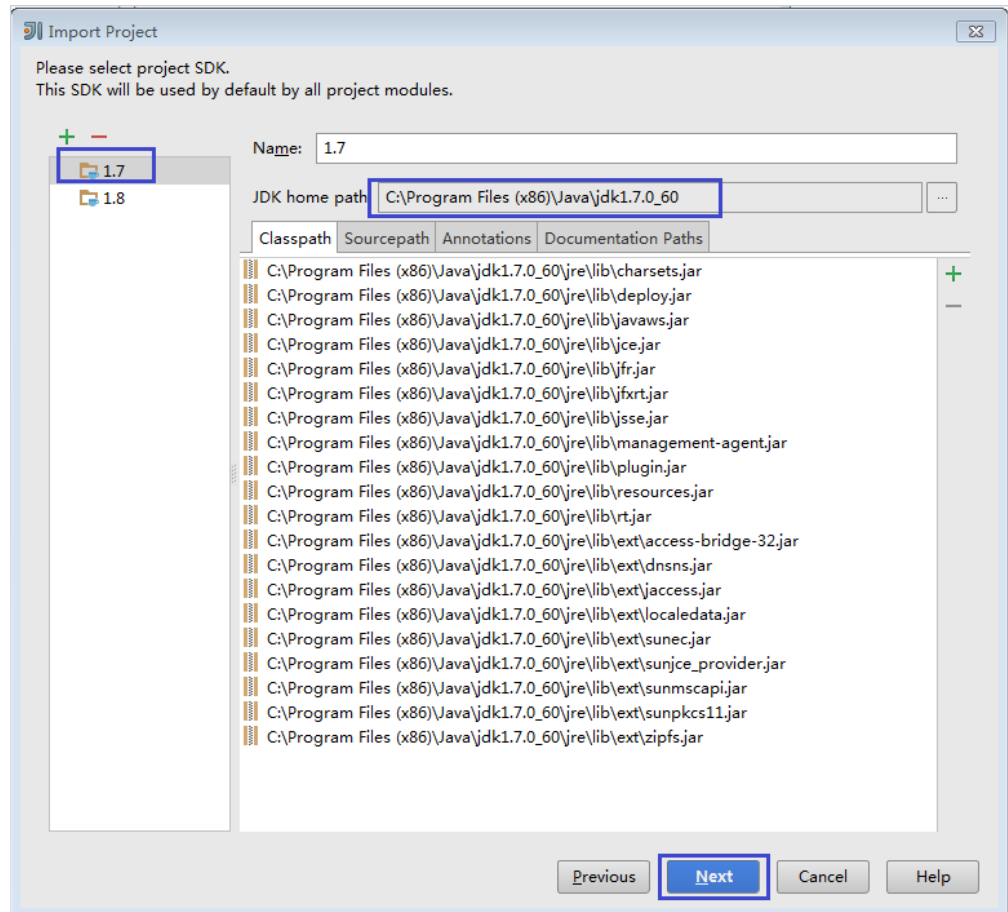 Import Project
Please select project SDK.
This SDK will be used by default by all project modules.
Name: 1.7
1.7
1.8
JDK home path C:\Program Files (x86)\Java\jdk1.7.0_60 ...
Classpath Sourcepath Annotations Documentation Paths
C:\Program Files (x86)\Java\jdk1.7.0_60\jre\lib\charsets.jar
C:\Program Files (x86)\Java\jdk1.7.0_60\jre\lib\deploy.jar
C:\Program Files (x86)\Java\jdk1.7.0_60\jre\lib\javaws.jar
C:\Program Files (x86)\Java\jdk1.7.0_60\jre\lib\jce.jar
C:\Program Files (x86)\Java\jdk1.7.0_60\jre\lib\jfr.jar
C:\Program Files (x86)\Java\jdk1.7.0_60\jre\lib\jfxrt.jar
C:\Program Files (x86)\Java\jdk1.7.0_60\jre\lib\jsse.jar
C:\Program Files (x86)\Java\jdk1.7.0_60\jre\lib\management-agent.jar
C:\Program Files (x86)\Java\jdk1.7.0_60\jre\lib\plugin.jar
C:\Program Files (x86)\Java\jdk1.7.0_60\jre\lib\resources.jar
C:\Program Files (x86)\Java\jdk1.7.0_60\jre\lib\rt.jar
C:\Program Files (x86)\Java\jdk1.7.0_60\jre\lib\ext\access-bridge-32.jar
C:\Program Files (x86)\Java\jdk1.7.0_60\jre\lib\ext\dnsns.jar
C:\Program Files (x86)\Java\jdk1.7.0_60\jre\lib\ext\jaccess.jar
C:\Program Files (x86)\Java\jdk1.7.0_60\jre\lib\ext\localedata.jar
C:\Program Files (x86)\Java\jdk1.7.0_60\jre\lib\ext\sunec.jar
C:\Program Files (x86)\Java\jdk1.7.0_60\jre\lib\ext\sunjce_provider.jar
C:\Program Files (x86)\Java\jdk1.7.0_60\jre\lib\ext\sunmscapi.jar
C:\Program Files (x86)\Java\jdk1.7.0_60\jre\lib\ext\sunpkcs11.jar
C:\Program Files (x86)\Java\jdk1.7.0_60\jre\lib\ext\zipfs.jar
Previous Next Cancel Help